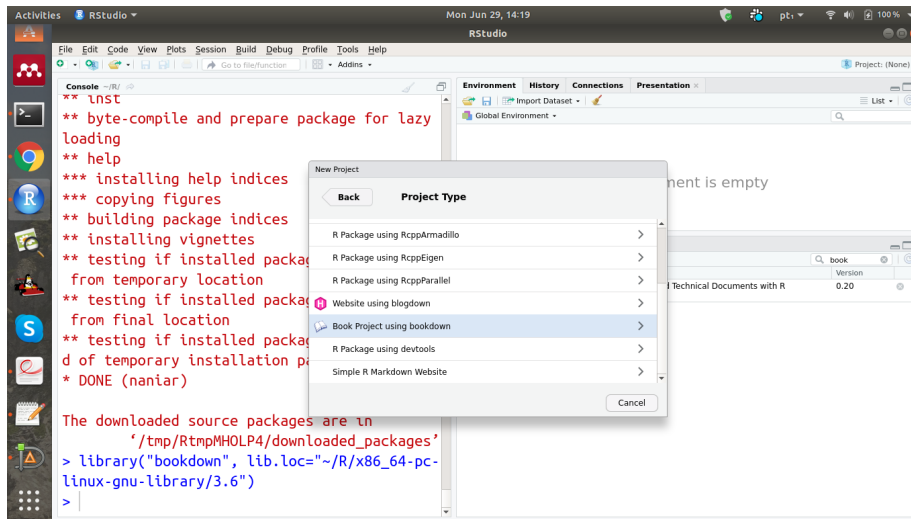 Activities RStudio Mon Jun 29, 14:19 pt1 100%
RStudio
File Edit Code View Plots Session Build Debug Profile Tools Help
Go to file/function Addins Project: (None)
Console ~/R/
Environment History Connections Presentation
Import Dataset List
Global Environment
** inst
** byte-compile and prepare package for lazy
loading
** help
*** installing help indices
*** copying figures
** building package indices
** installing vignettes
** testing if installed packag
from temporary location
** testing if installed packag
from final location
** testing if installed packag
d of temporary installation pa
* DONE (naniar)
The downloaded source packages are in
‘/tmp/RtmpMHOLP4/downloaded_packages’
> library("bookdown", lib.loc="~/R/x86_64-pc-
linux-gnu-library/3.6")
>
New Project
Back Project Type
R Package using RcppArmadillo
R Package using RcppEigen
R Package using RcppParallel
Website using blogdown
Book Project using bookdown
R Package using devtools
Simple R Markdown Website
Cancel
ment is empty
book
Version
d Technical Documents with R 0.20